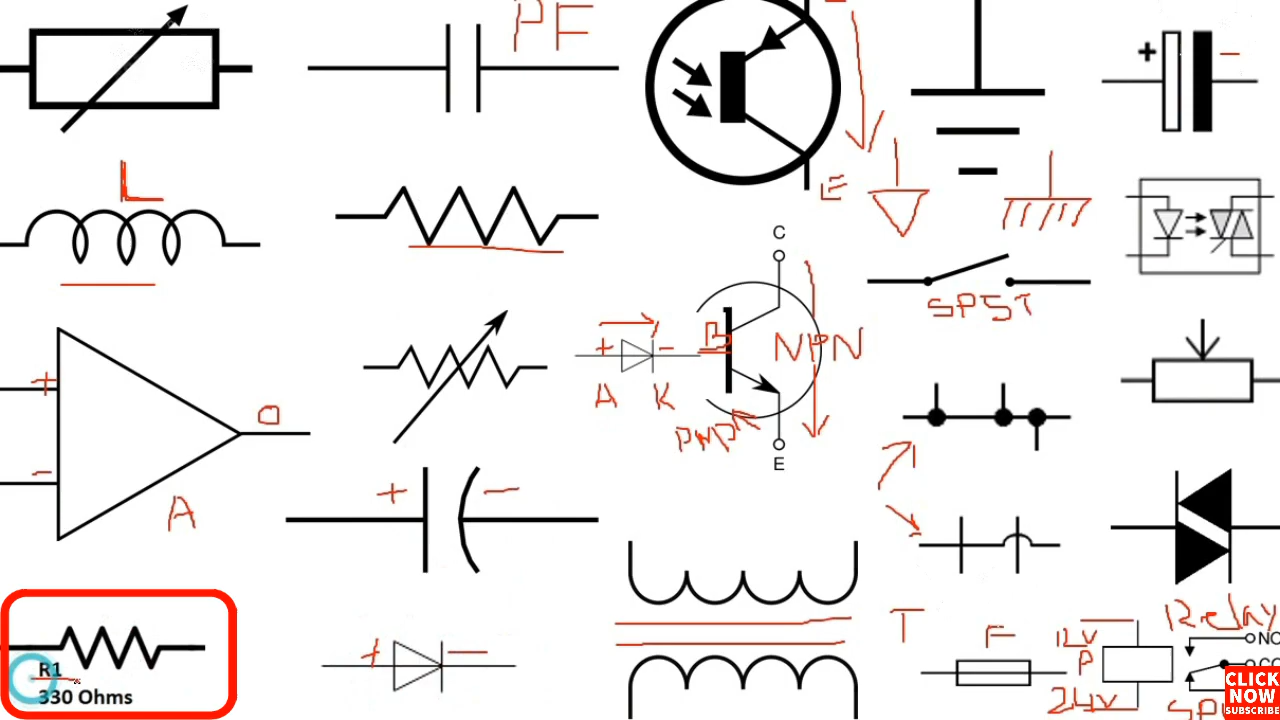 PF
+
-
L
E
C
SPST
+
-
B
NPN
A
K
PNP
E
+
-
O
A
+
-
R1
330 Ohms
+
T
F
12V
P
24V
Relay
NO
CLICK
NOW
SUBSCRIBE